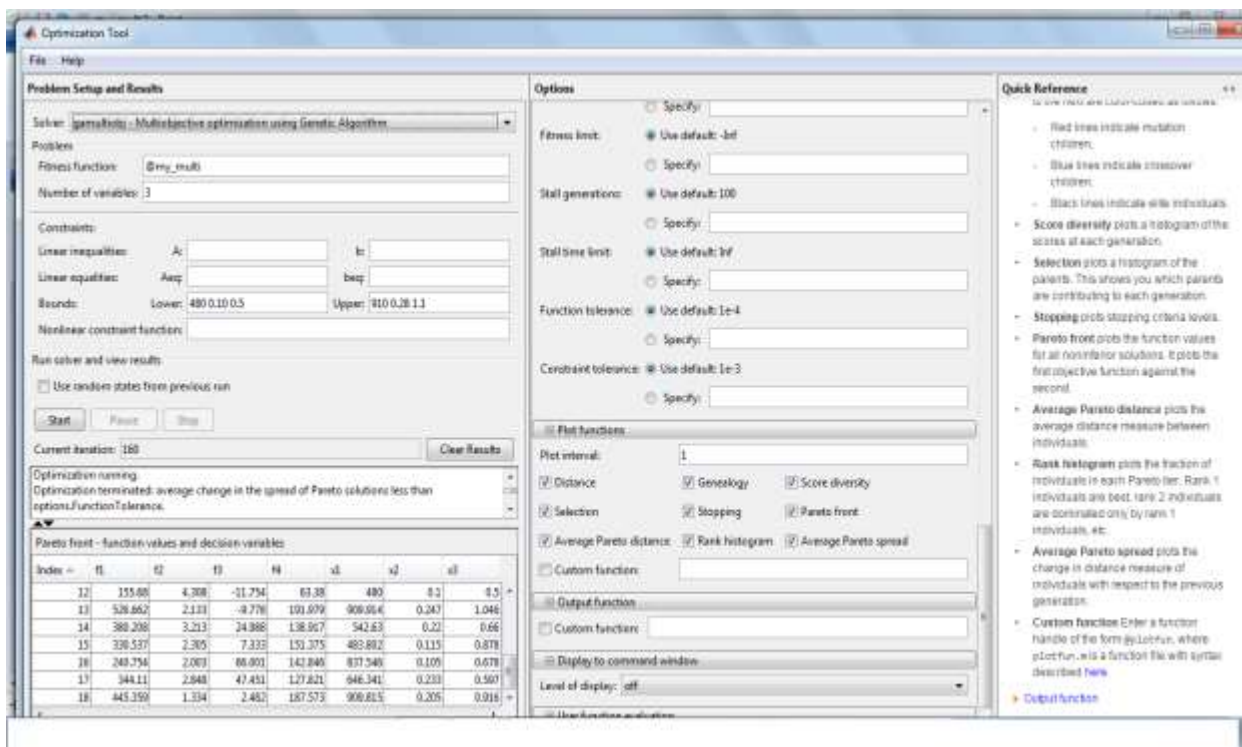 Optimization Tool
File Help
Problem Setup and Results
Solver: gamultiobj - Multiobjective optimization using Genetic Algorithm
Problem
Fitness function: @my_multi
Number of variables: 3
Constraints:
Linear inequalities: A: b:
Linear equalities: Aeq: beq:
Bounds: Lower: 480 0.10 0.5 Upper: 910 0.28 1.1
Nonlinear constraint function:
Run solver and view results
Use random states from previous run
Start Pause Stop
Current iteration: 160 Clear Results
Optimization running.
Optimization terminated: average change in the spread of Pareto solutions less than
options.FunctionTolerance.
Pareto front - function values and decision variables
Index f1 f2 f3 f4 x1 x2 x3
12 155.68 4.308 -11.754 63.38 480 0.1 0.5
13 526.662 2.133 -9.778 191.979 909.914 0.247 1.046
14 380.208 3.213 24.988 138.917 542.63 0.22 0.66
15 330.537 2.305 7.333 151.375 483.892 0.115 0.878
16 240.754 2.003 66.001 142.846 837.546 0.105 0.678
17 344.11 2.848 47.451 127.821 646.341 0.233 0.597
18 445.359 1.334 2.462 187.573 909.815 0.205 0.916
Options
Specify:
Fitness limit: Use default: -Inf
Specify:
Stall generations: Use default: 100
Specify:
Stall time limit: Use default: Inf
Specify:
Function tolerance: Use default: 1e-4
Specify:
Constraint tolerance: Use default: 1e-3
Specify:
Plot functions
Plot interval: 1
Distance Genealogy Score diversity
Selection Stopping Pareto front
Average Pareto distance Rank histogram Average Pareto spread
Custom function:
Output function
Custom function:
Display to command window
Level of display: off
User function evaluation
Quick Reference
Red lines indicate mutation
children;
Blue lines indicate crossover
children;
Black lines indicate elite individuals
Score diversity plots a histogram of the
scores at each generation.
Selection plots a histogram of the
parents. This shows you which parents
are contributing to each generation.
Stopping plots stopping criteria levels.
Pareto front plots the function values
for all noninferior solutions. It plots the
first objective function against the
second.
Average Pareto distance plots the
average distance measure between
individuals.
Rank histogram plots the fraction of
individuals in each Pareto tier. Rank 1
individuals are best, rank 2 individuals
are dominated only by rank 1
individuals, etc.
Average Pareto spread plots the
change in distance measure of
individuals with respect to the previous
generation.
Custom function Enter a function
handle of the form @plotfun, where
plotfun.m is a function file with syntax
described here.
Output function